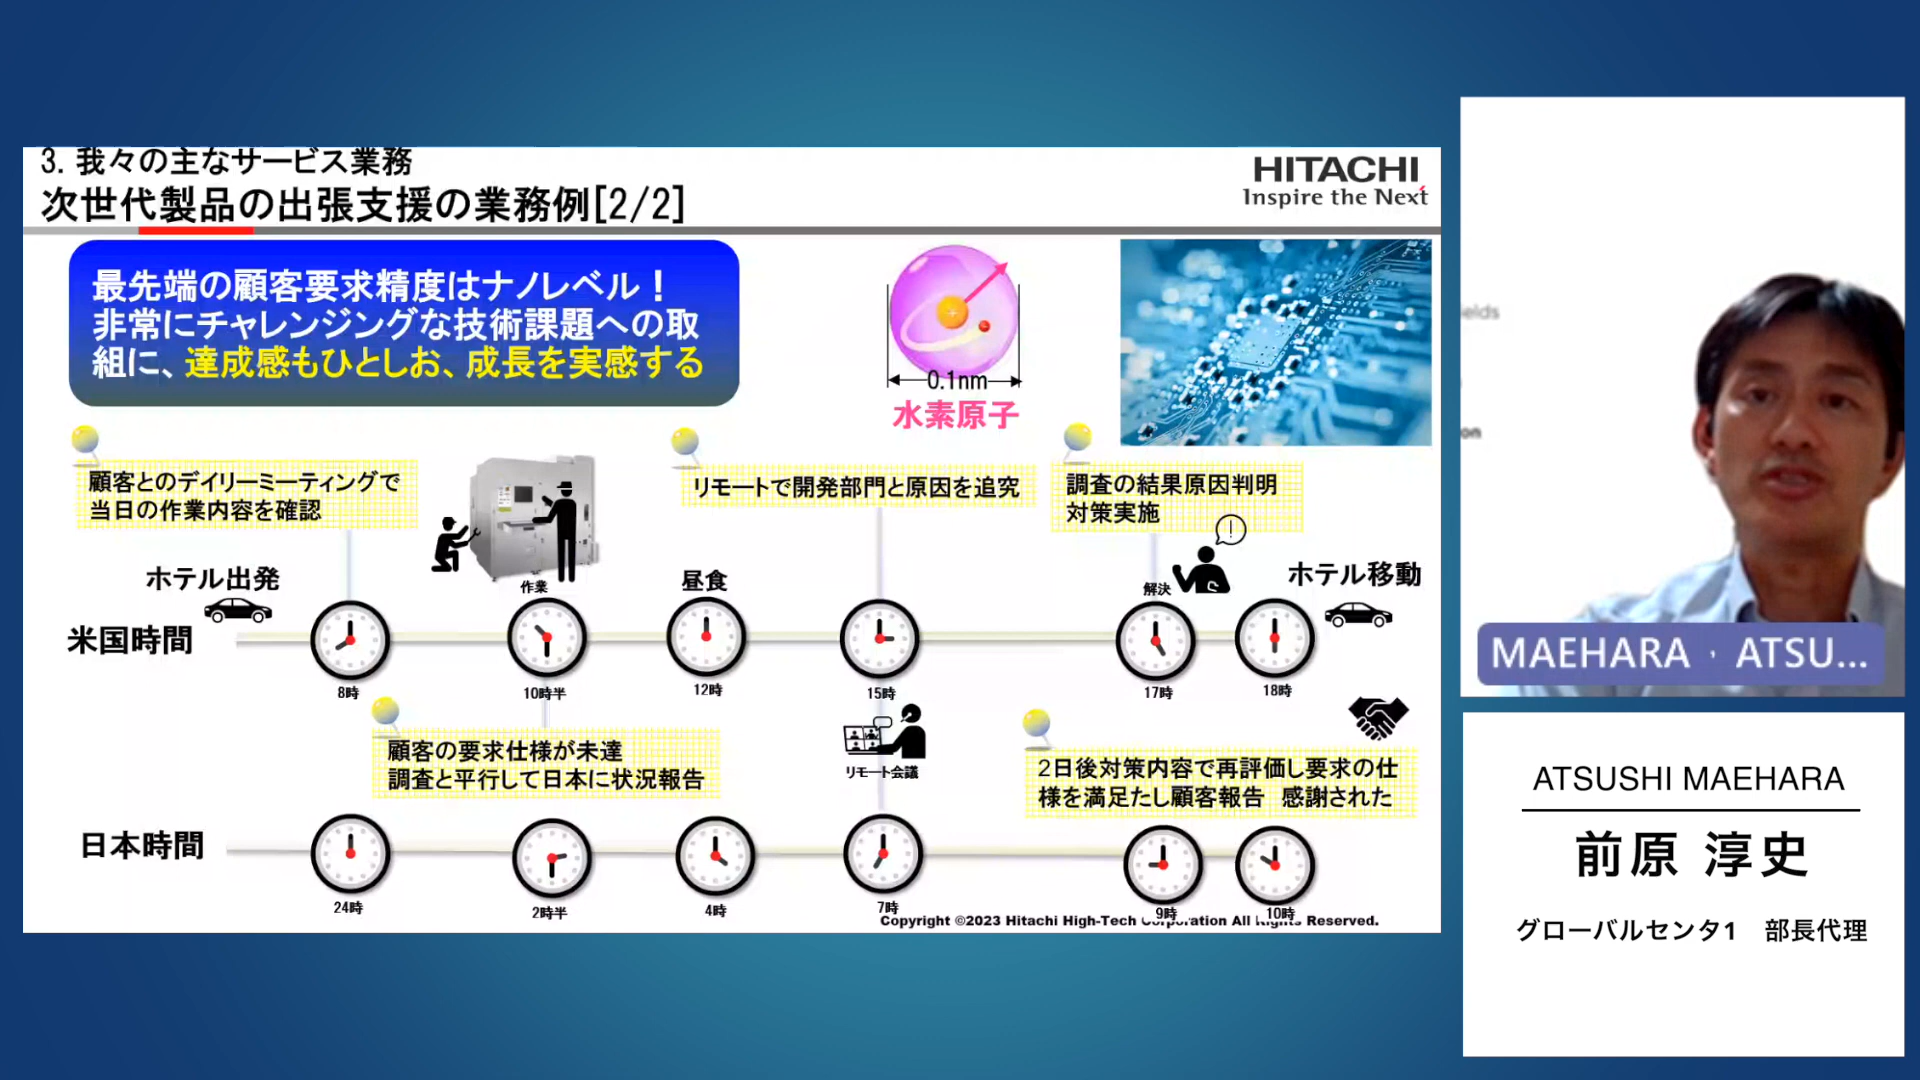 3. 我々の主なサービス業務
次世代製品の出張支援の業務例[2/2]
HITACHI
Inspire the Next
最先端の顧客要求精度はナノレベル！
非常にチャレンジングな技術課題への取
組に、達成感もひとしお、成長を実感する
0.1nm
水素原子
顧客とのデイリーミーティングで
当日の作業内容を確認
リモートで開発部門と原因を追究
調査の結果原因判明
対策実施
!
ホテル出発
作業
昼食
解決
ホテル移動
米国時間
8時
10時半
12時
15時
17時
18時
顧客の要求仕様が未達
調査と平行して日本に状況報告
リモート会議
2日後対策内容で再評価し要求の仕
様を満足たし顧客報告　感謝された
日本時間
24時
2時半
4時
7時
9時
10時
Copyright ©2023 Hitachi High-Tech Corporation All Rights Reserved.
elds
on
MAEHARA・ATSU...
ATSUSHI MAEHARA
前原 淳史
グローバルセンタ1　部長代理